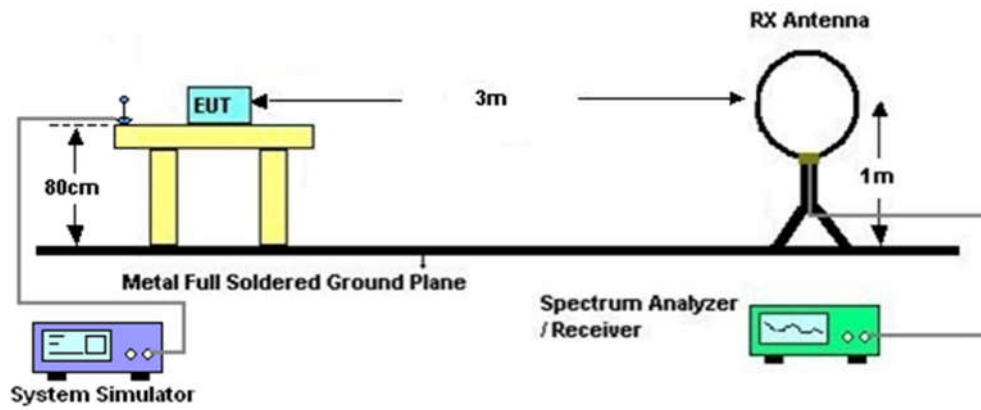 RX Antenna
EUT
3m
80cm
1m
Metal Full Soldered Ground Plane
Spectrum Analyzer
/ Receiver
System Simulator